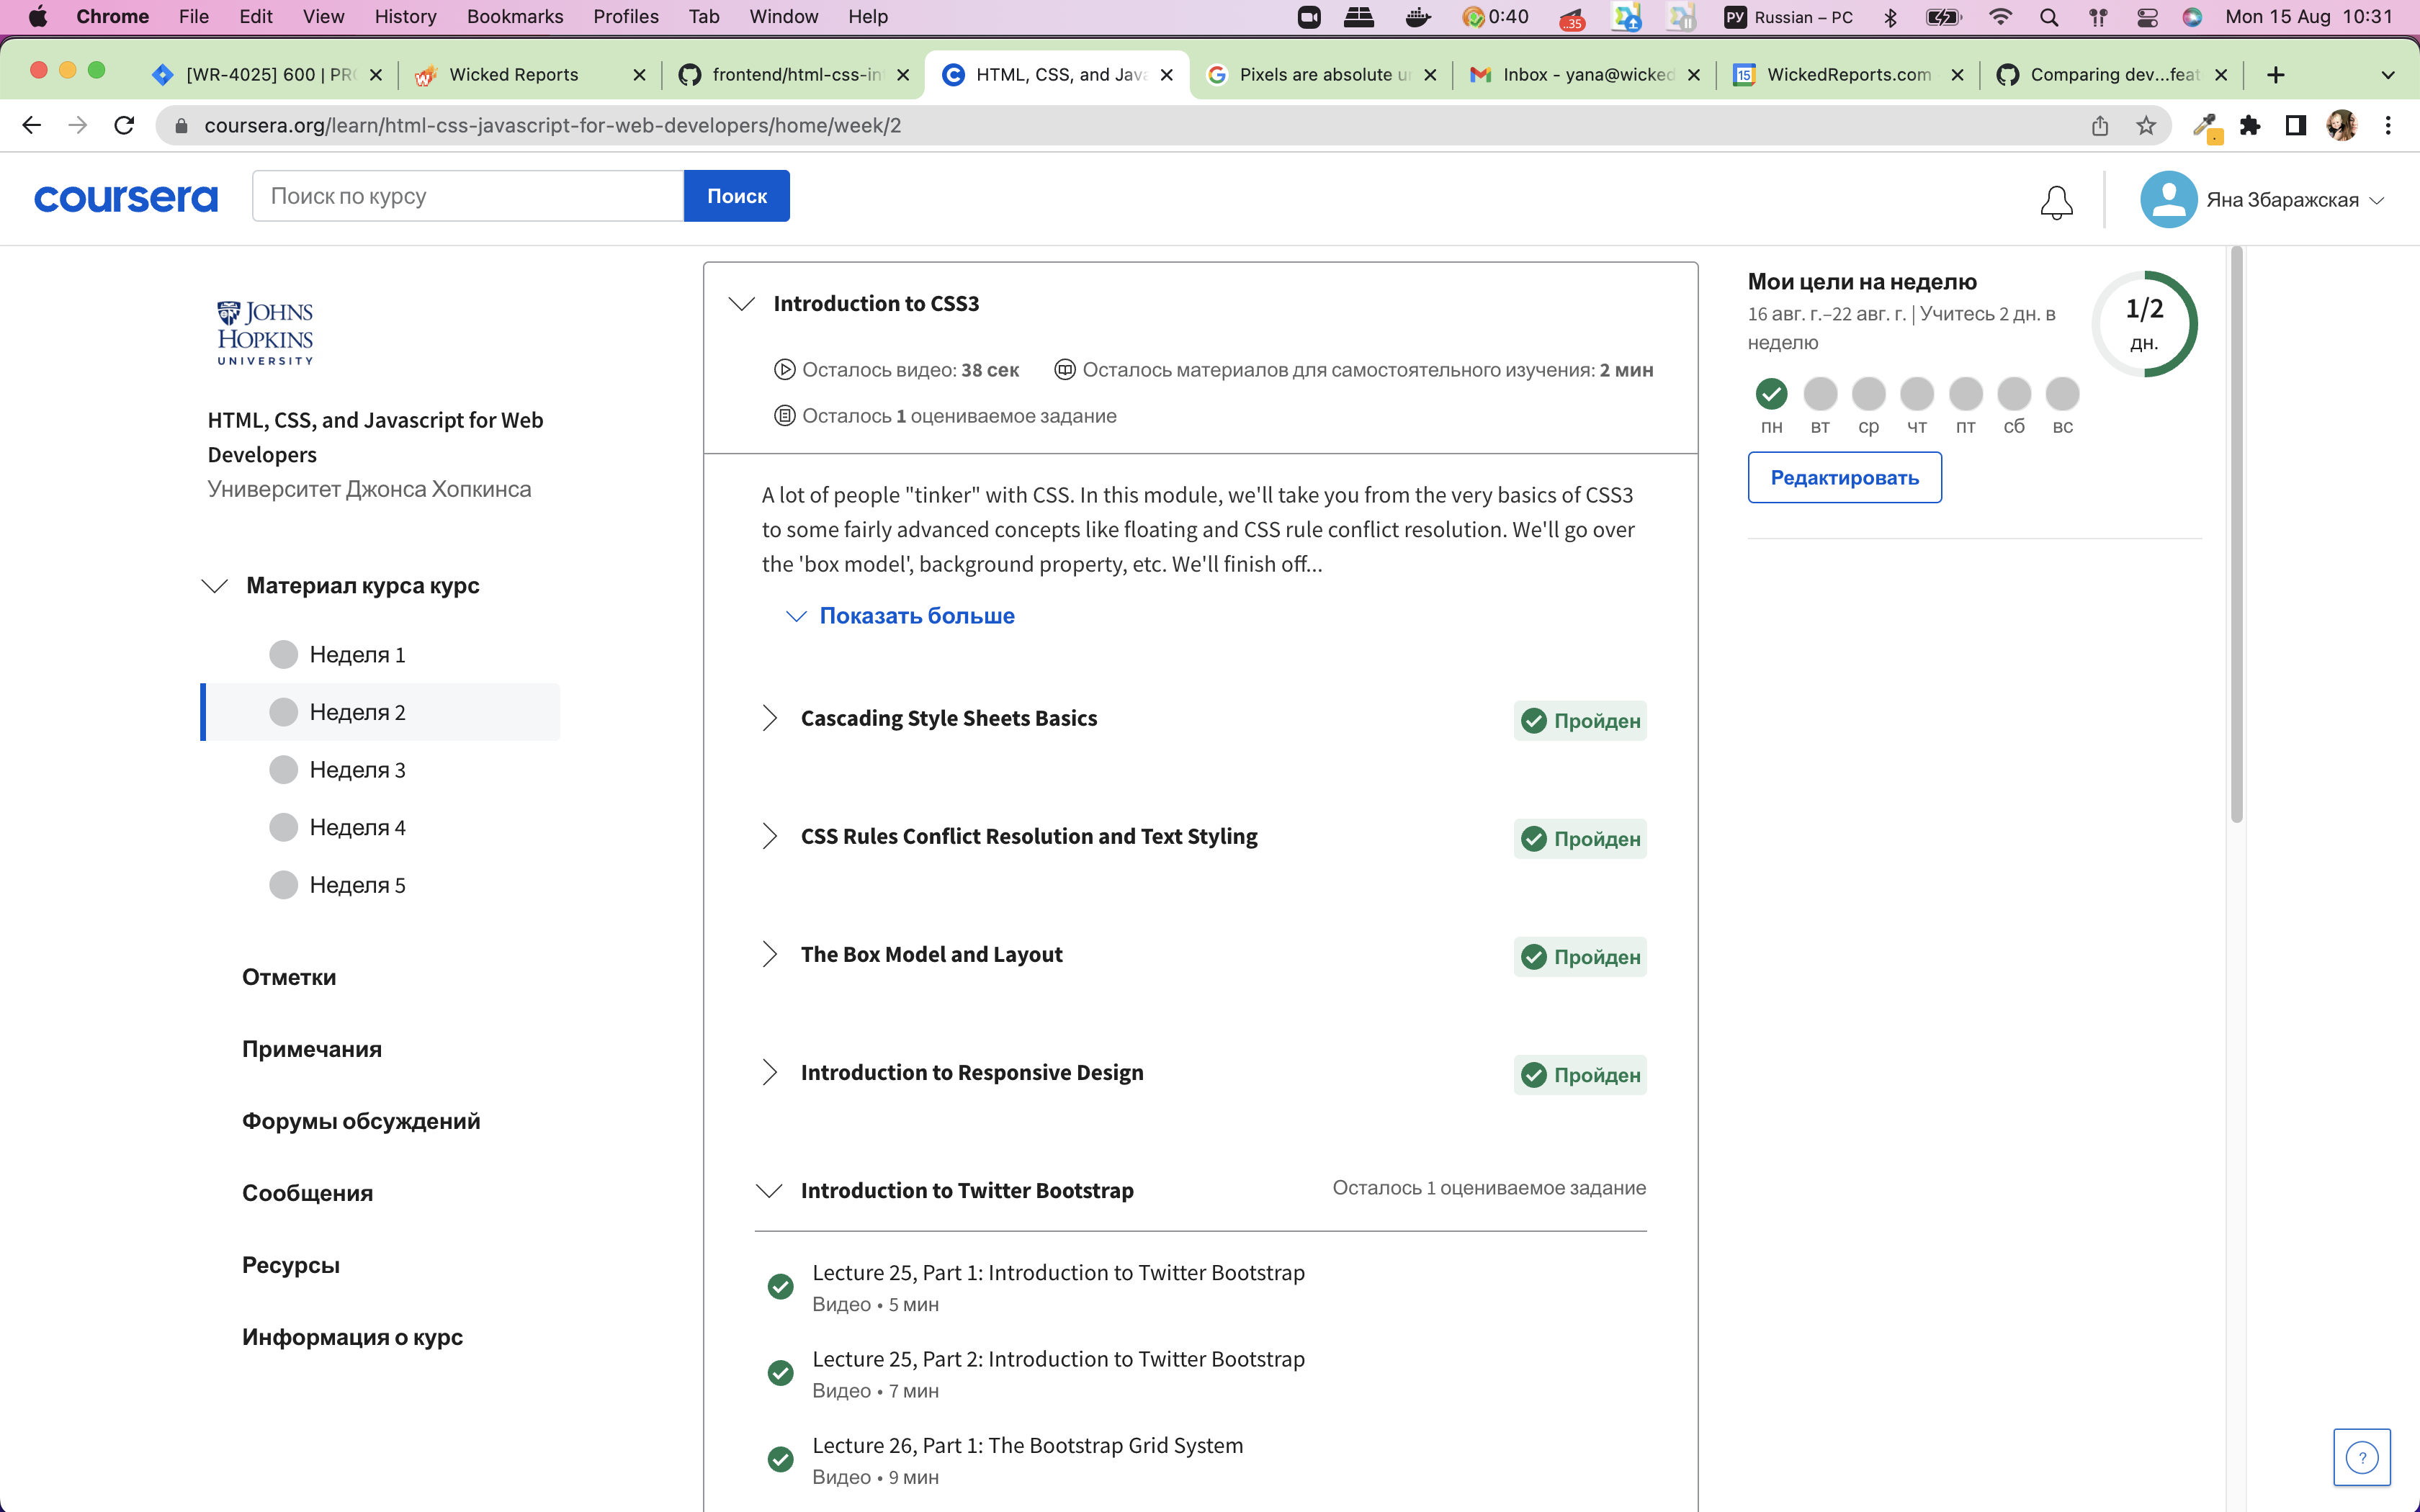 Chrome File Edit View History Bookmarks Profiles Tab Window Help 0:40 ..35 РУ Russian – PC Mon 15 Aug 10:31
[WR-4025] 600 | PR Wicked Reports frontend/html-css-in HTML, CSS, and Java Pixels are absolute u Inbox - yana@wicked 15 WickedReports.com Comparing dev...feat
coursera.org/learn/html-css-javascript-for-web-developers/home/week/2
coursera Поиск по курсу Поиск Яна Збаражская
JOHNS
HOPKINS
UNIVERSITY
HTML, CSS, and Javascript for Web
Developers
Университет Джонса Хопкинса
Материал курса курс
Неделя 1
Неделя 2
Неделя 3
Неделя 4
Неделя 5
Отметки
Примечания
Форумы обсуждений
Сообщения
Ресурсы
Информация о курс
Introduction to CSS3
Осталось видео: 38 сек Осталось материалов для самостоятельного изучения: 2 мин
Осталось 1 оцениваемое задание
A lot of people "tinker" with CSS. In this module, we'll take you from the very basics of CSS3
to some fairly advanced concepts like floating and CSS rule conflict resolution. We'll go over
the 'box model', background property, etc. We'll finish off...
Показать больше
Cascading Style Sheets Basics Пройден
CSS Rules Conflict Resolution and Text Styling Пройден
The Box Model and Layout Пройден
Introduction to Responsive Design Пройден
Introduction to Twitter Bootstrap Осталось 1 оцениваемое задание
Lecture 25, Part 1: Introduction to Twitter Bootstrap
Видео • 5 мин
Lecture 25, Part 2: Introduction to Twitter Bootstrap
Видео • 7 мин
Lecture 26, Part 1: The Bootstrap Grid System
Видео • 9 мин
Мои цели на неделю
16 авг. г.–22 авг. г. | Учитесь 2 дн. в
неделю
1/2
дн.
пн вт ср чт пт сб вс
Редактировать
?